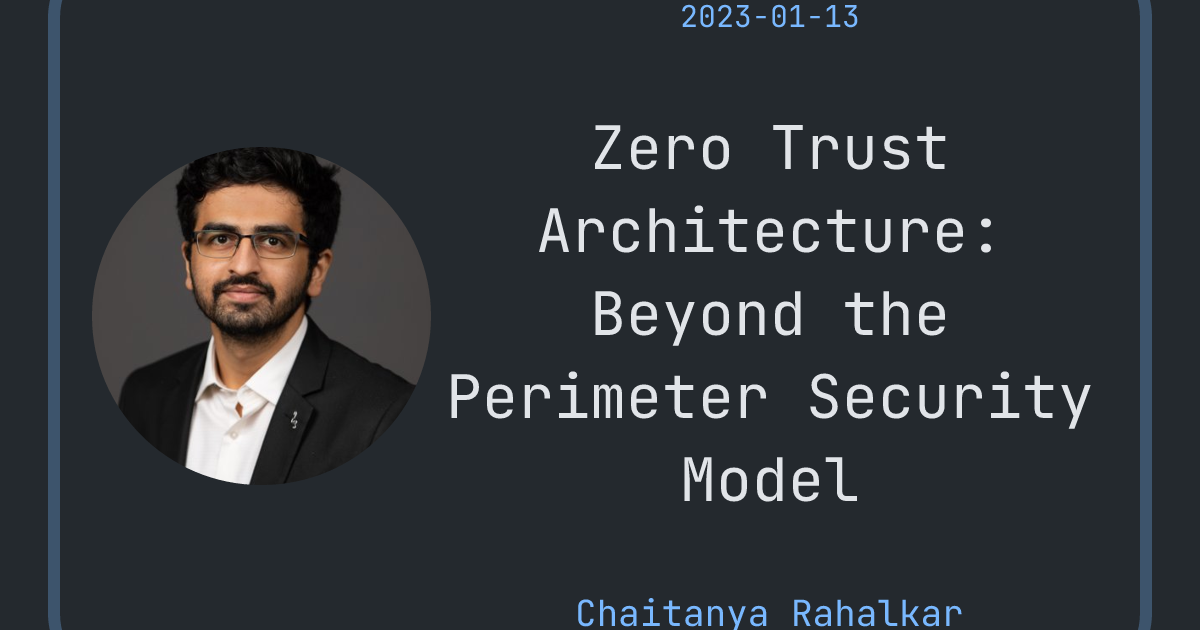 2023-01-13
Zero Trust
Architecture:
Beyond the
Perimeter Security
Model
Chaitanya Rahalkar